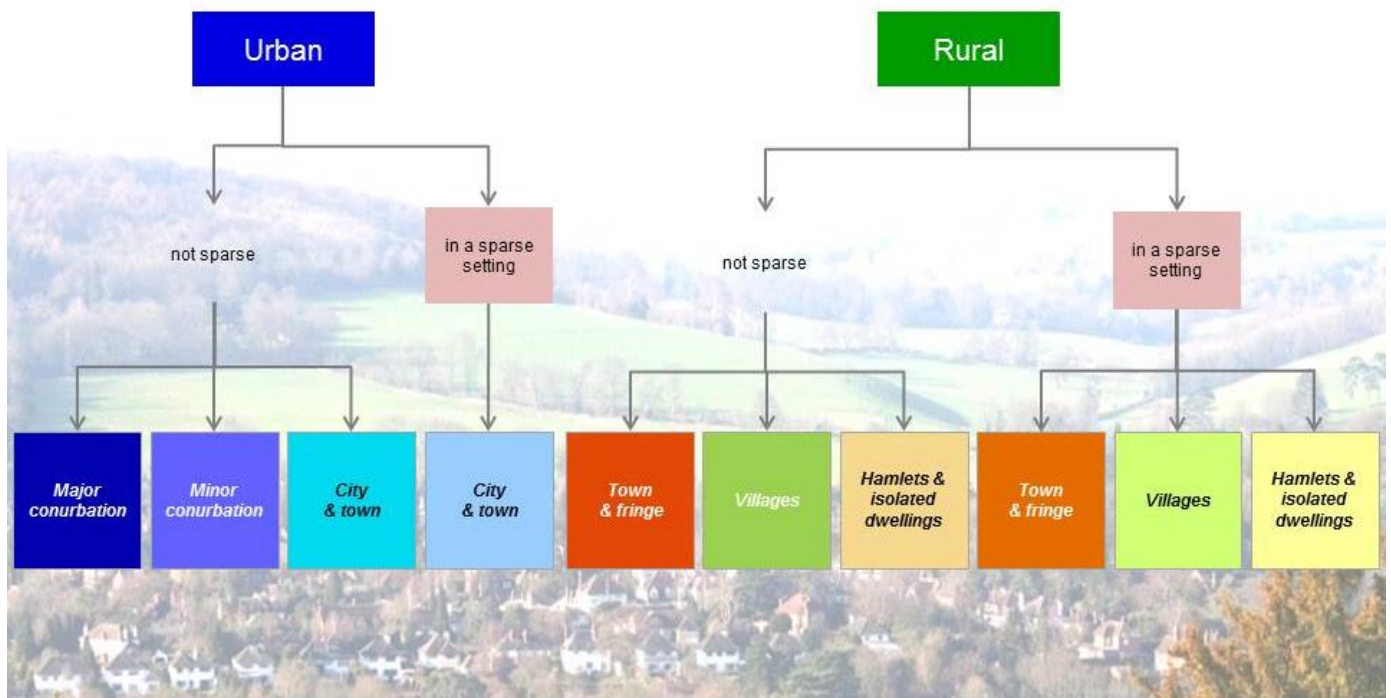 Urban
Rural
not sparse
in a sparse
setting
not sparse
in a sparse
setting
Major
conurbation
Minor
conurbation
City
& town
City
& town
Town
& fringe
Villages
Hamlets &
isolated
dwellings
Town
& fringe
Villages
Hamlets &
isolated
dwellings